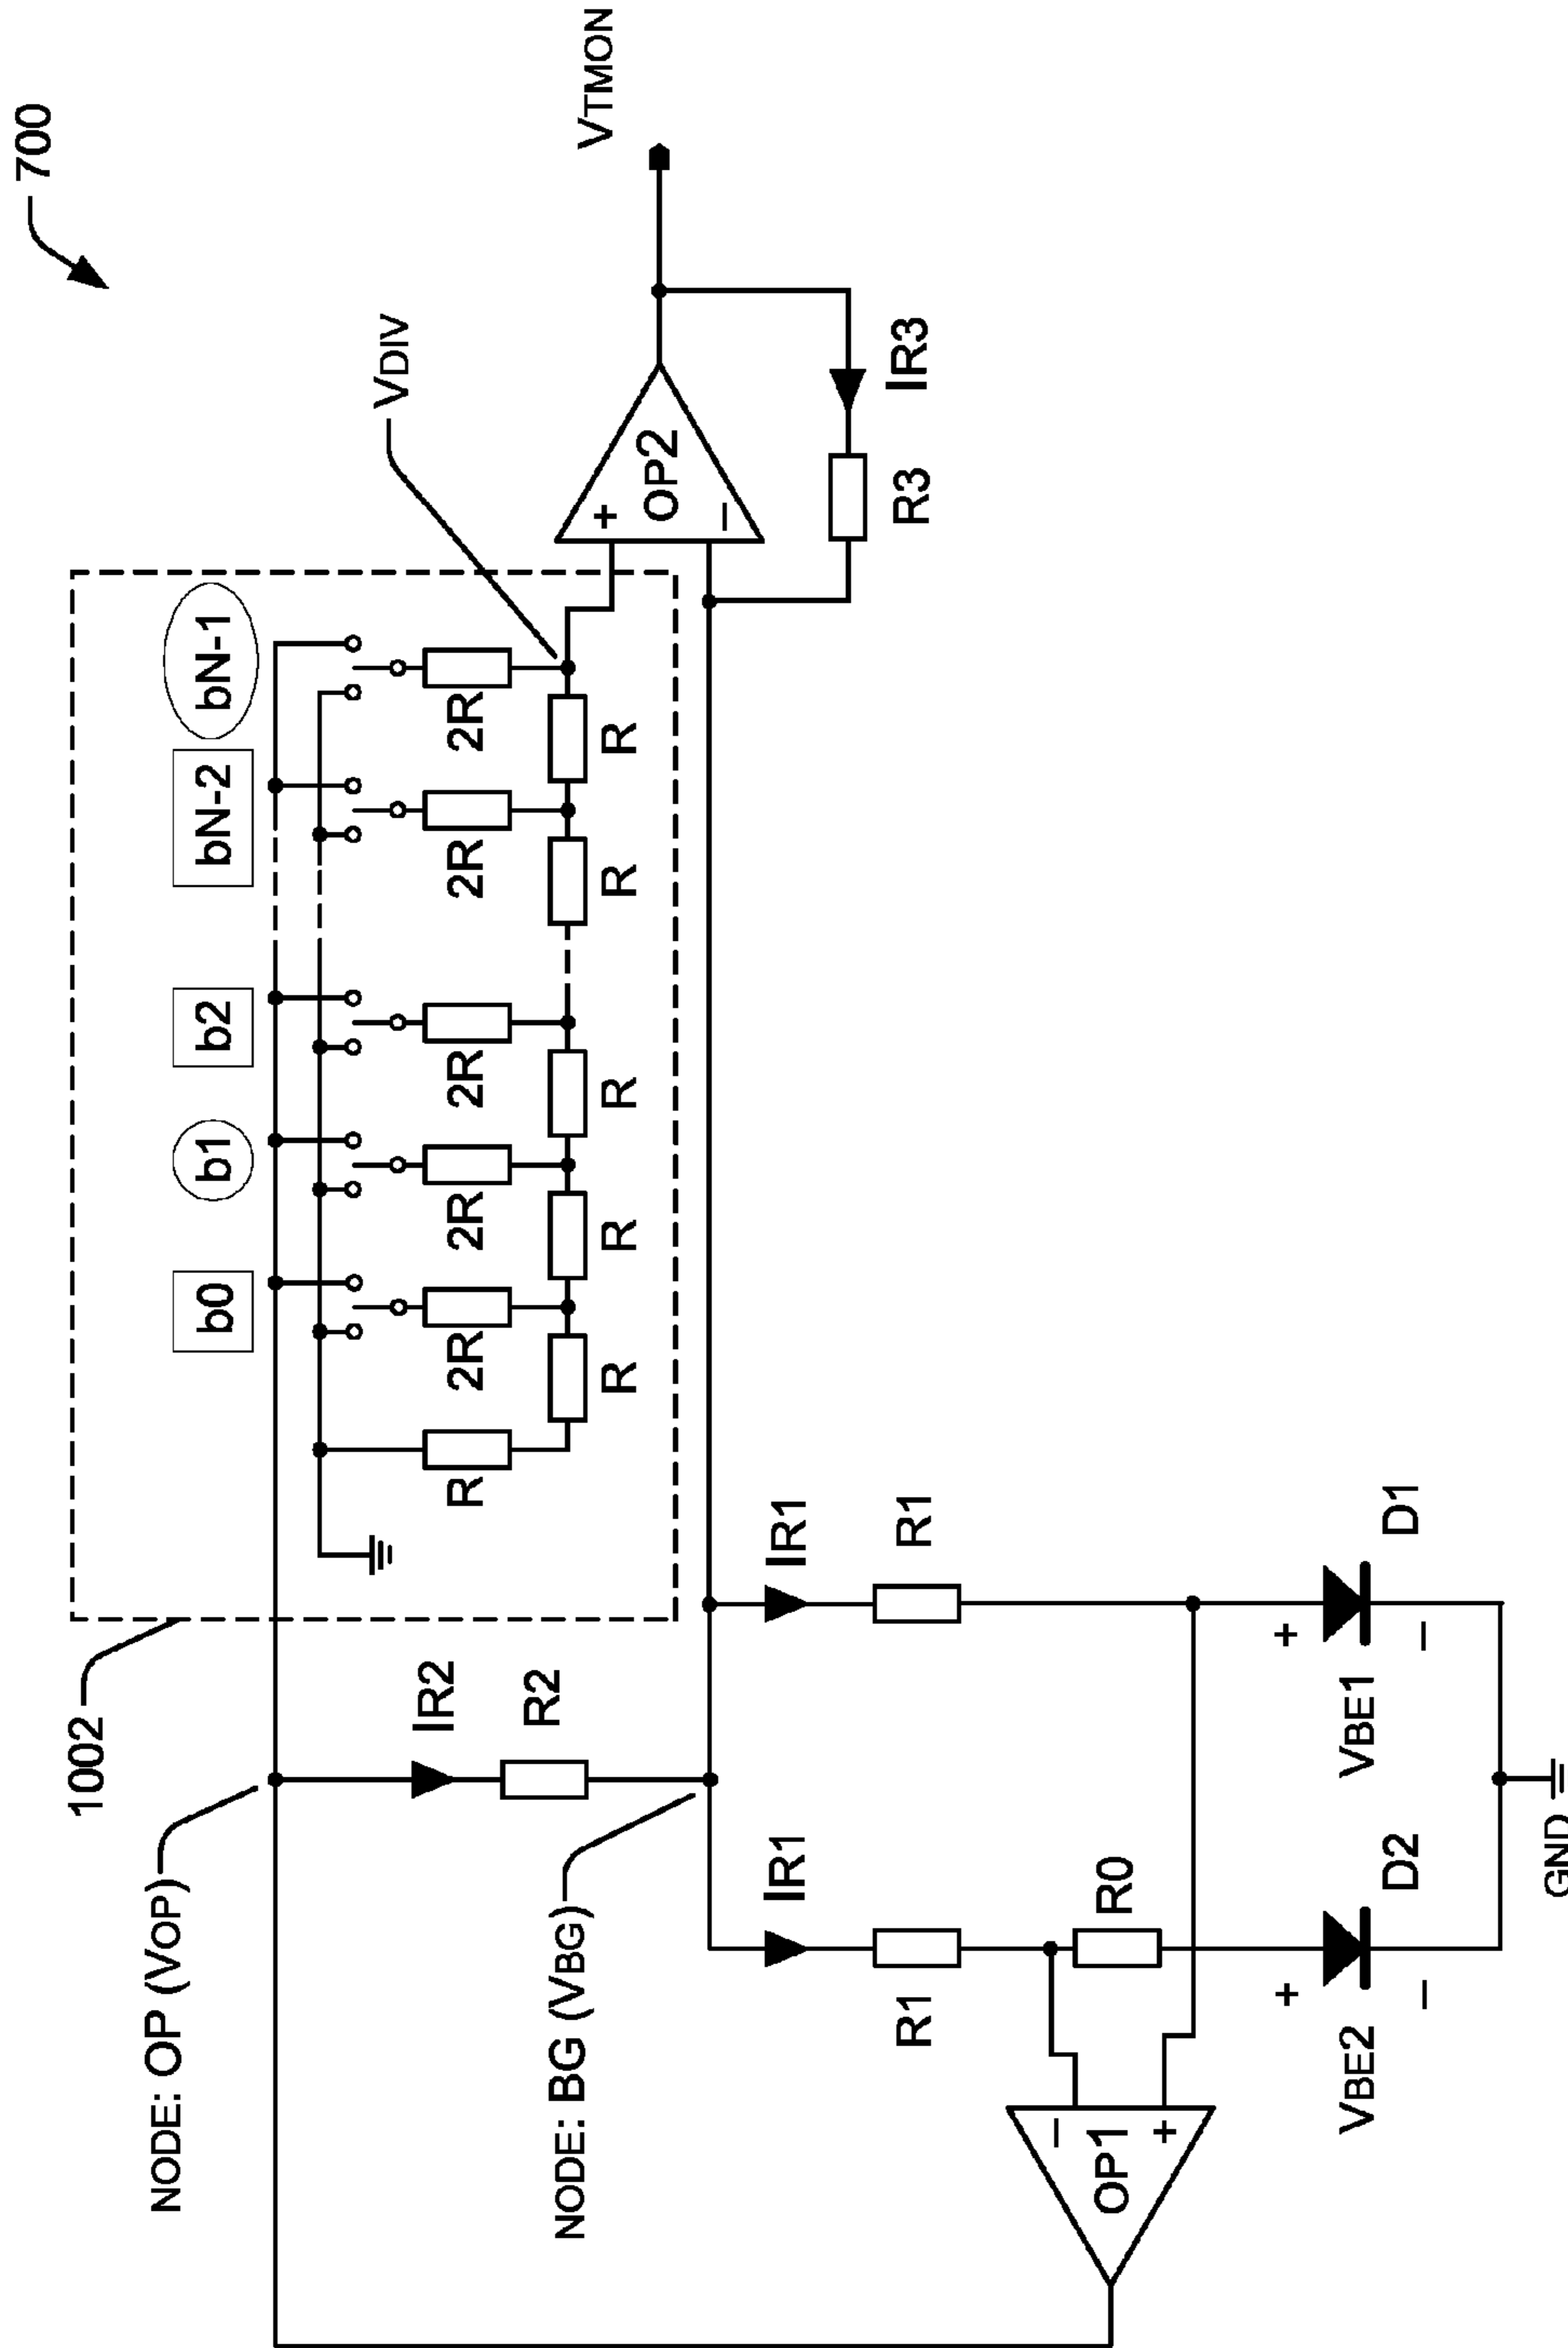 700
1002
b0
b1
b2
bN-2
bN-1
2R
2R
2R
2R
2R
R
R
R
R
R
R
VDIV
NODE: OP (VOP)
IR2
R2
NODE: BG (VBG)
+
OP2
−
VTMON
IR3
R3
IR1
R1
IR1
R1
R0
−
OP1
+
+
VBE2
−
D2
+
VBE1
−
D1
GND